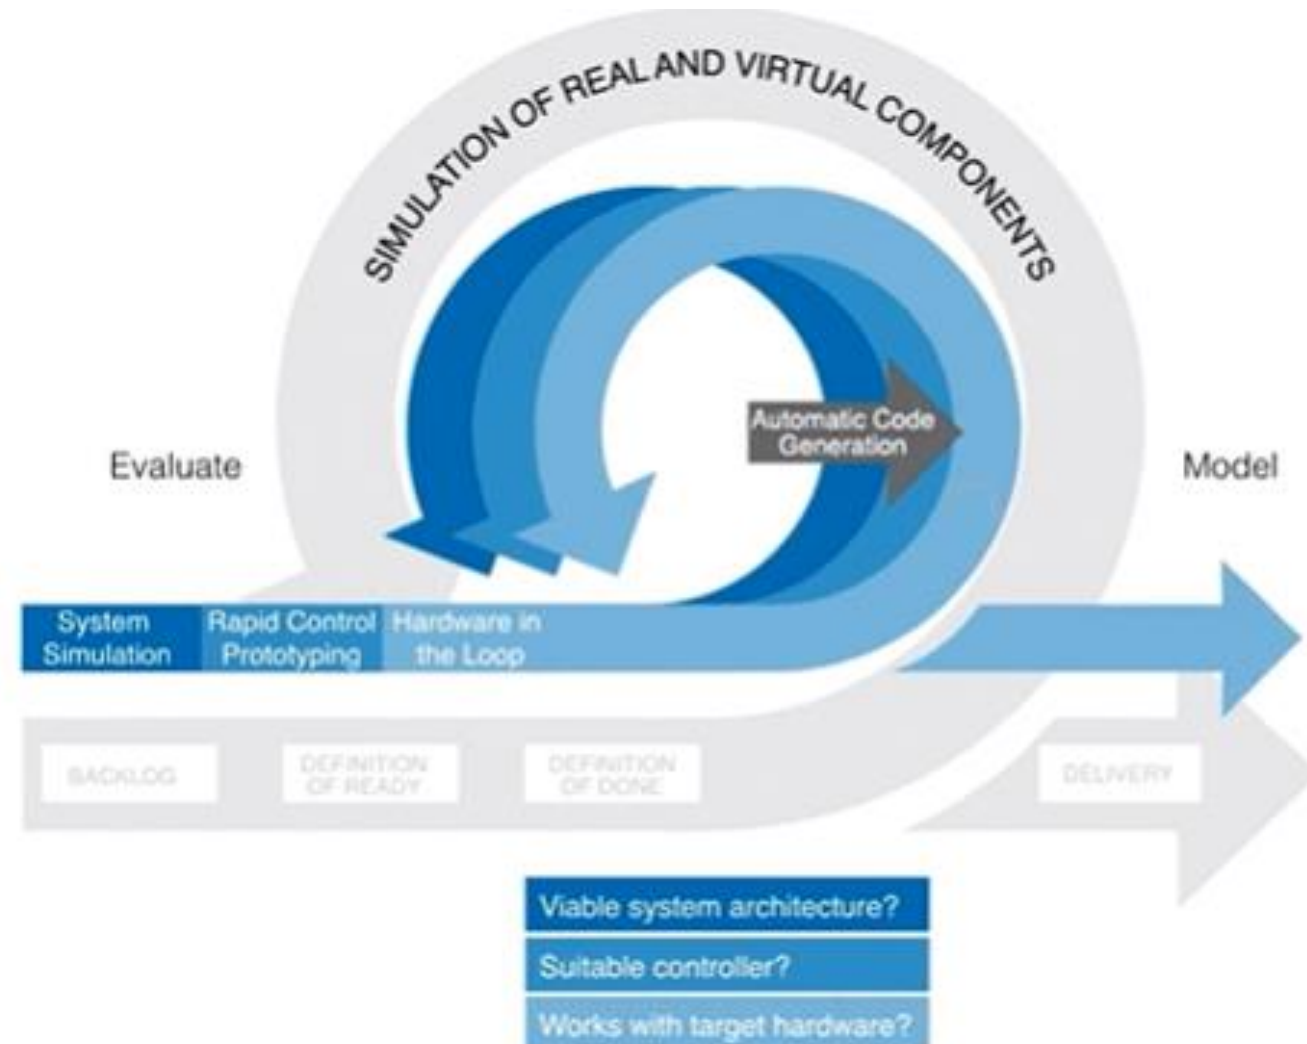 SIMULATION OF REAL AND VIRTUAL COMPONENTS
Automatic Code
Generation
Evaluate
Model
System
Simulation
Rapid Control
Prototyping
Hardware in
the Loop
BACKLOG
DEFINITION
OF READY
DEFINITION
OF DONE
DELIVERY
Viable system architecture?
Suitable controller?
Works with target hardware?